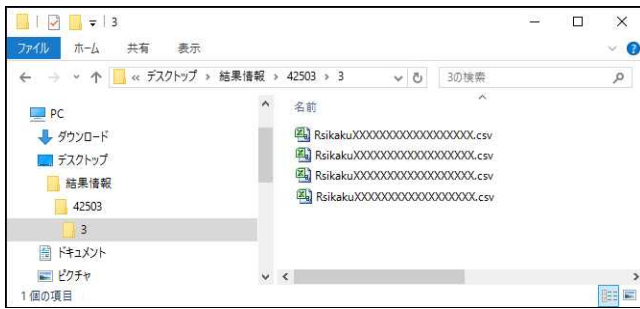 3
ファイル ホーム 共有 表示
« デスクトップ › 結果情報 › 42503 › 3 3の検索
PC
ダウンロード
デスクトップ
結果情報
42503
3
ドキュメント
ピクチャ
名前
RsikakuXXXXXXXXXXXXXXXXXX.csv
RsikakuXXXXXXXXXXXXXXXXXX.csv
RsikakuXXXXXXXXXXXXXXXXXX.csv
RsikakuXXXXXXXXXXXXXXXXXX.csv
1 個の項目